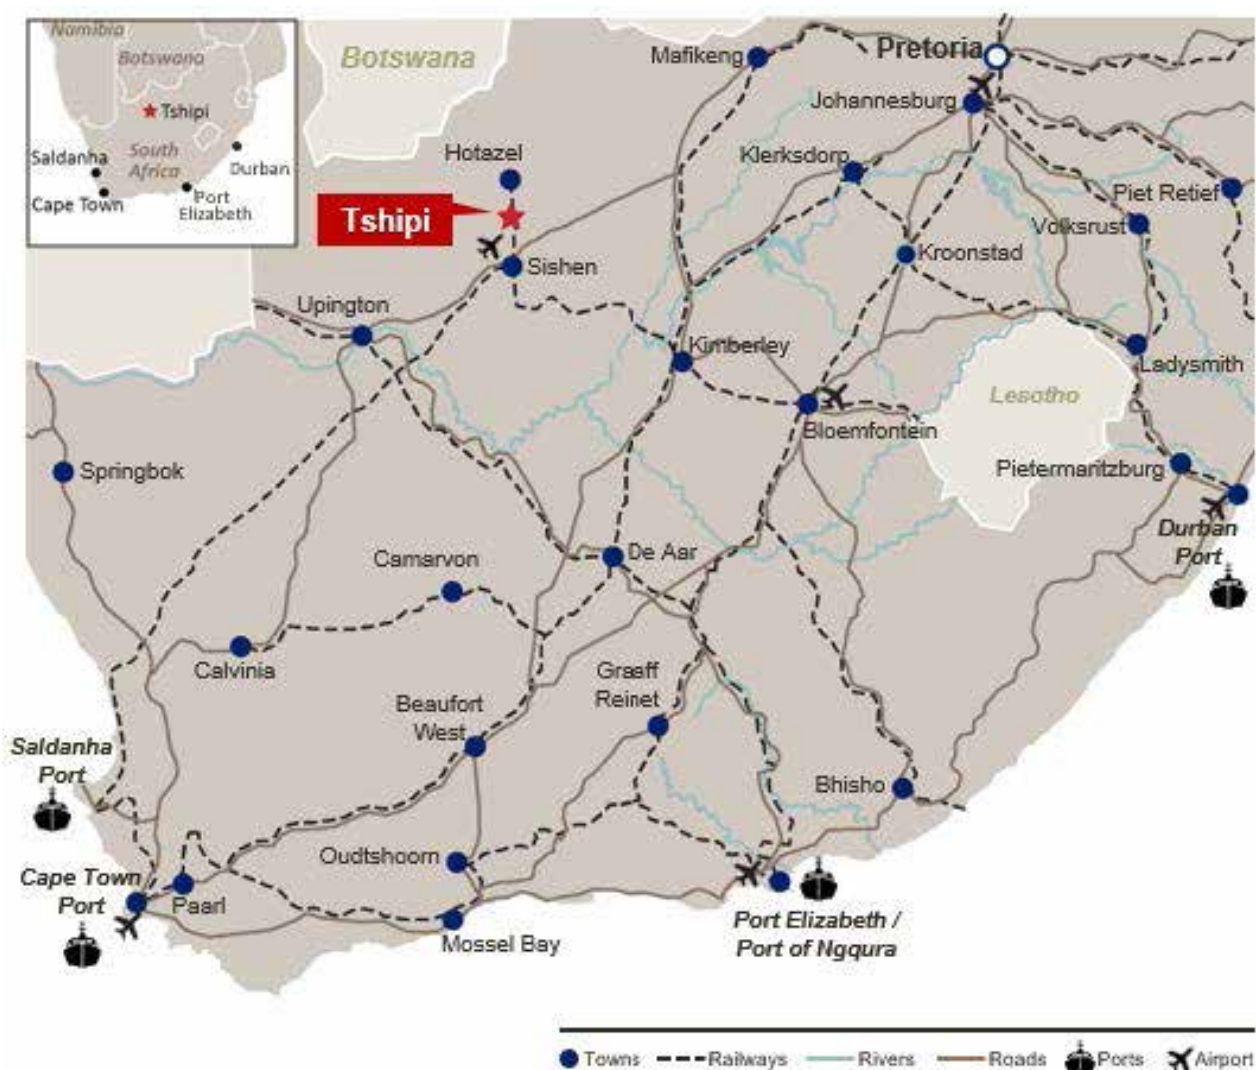 Namibia
Botswana
Tshipi
South
Africa
Saldanha
Cape Town
Durban
Port
Elizabeth
Botswana
Mafikeng
Pretoria
Johannesburg
Hotazel
Klerksdorp
Piet Retief
Tshipi
Volksrust
Sishen
Kroonstad
Upington
Kimberley
Ladysmith
Lesotho
Bloemfontein
Springbok
Pietermaritzburg
Durban
Port
De Aar
Camarvon
Calvinia
Graaff
Reinet
Beaufort
West
Saldanha
Port
Bhisho
Oudtshoorn
Cape Town
Port
Paarl
Mossel Bay
Port Elizabeth /
Port of Ngqura
Towns Railways Rivers Roads Ports Airport